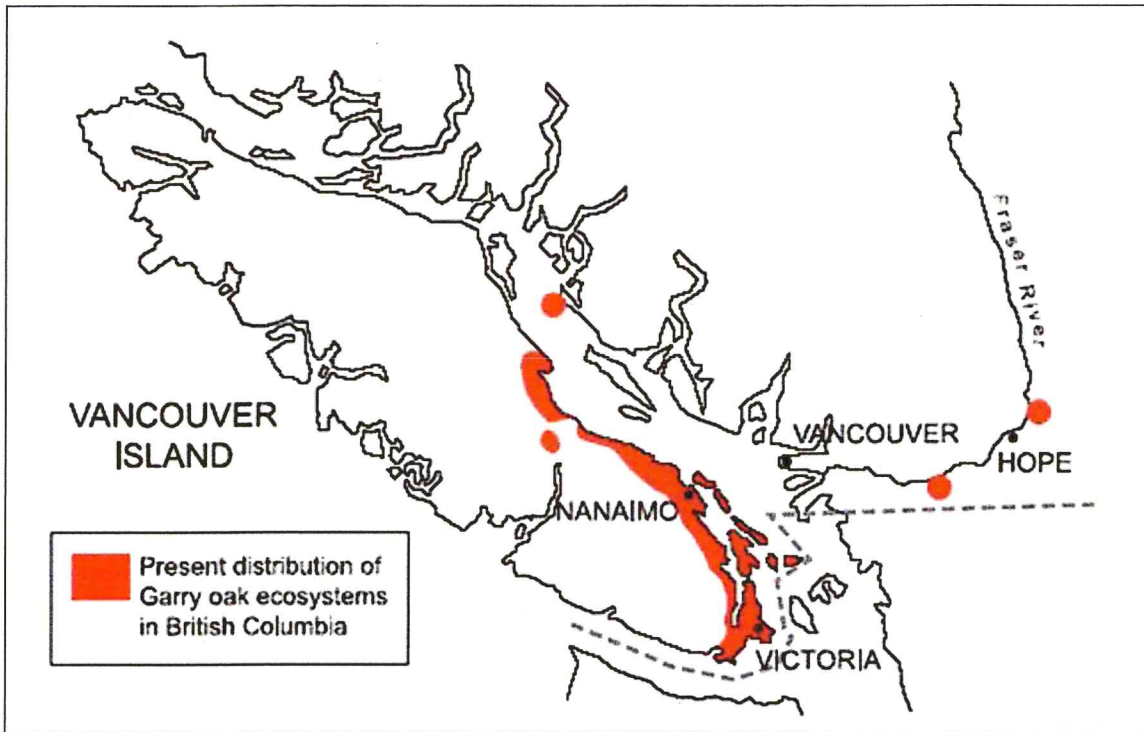 Fraser River
VANCOUVER
ISLAND
VANCOUVER
HOPE
NANAIMO
Present distribution of
Garry oak ecosystems
in British Columbia
VICTORIA